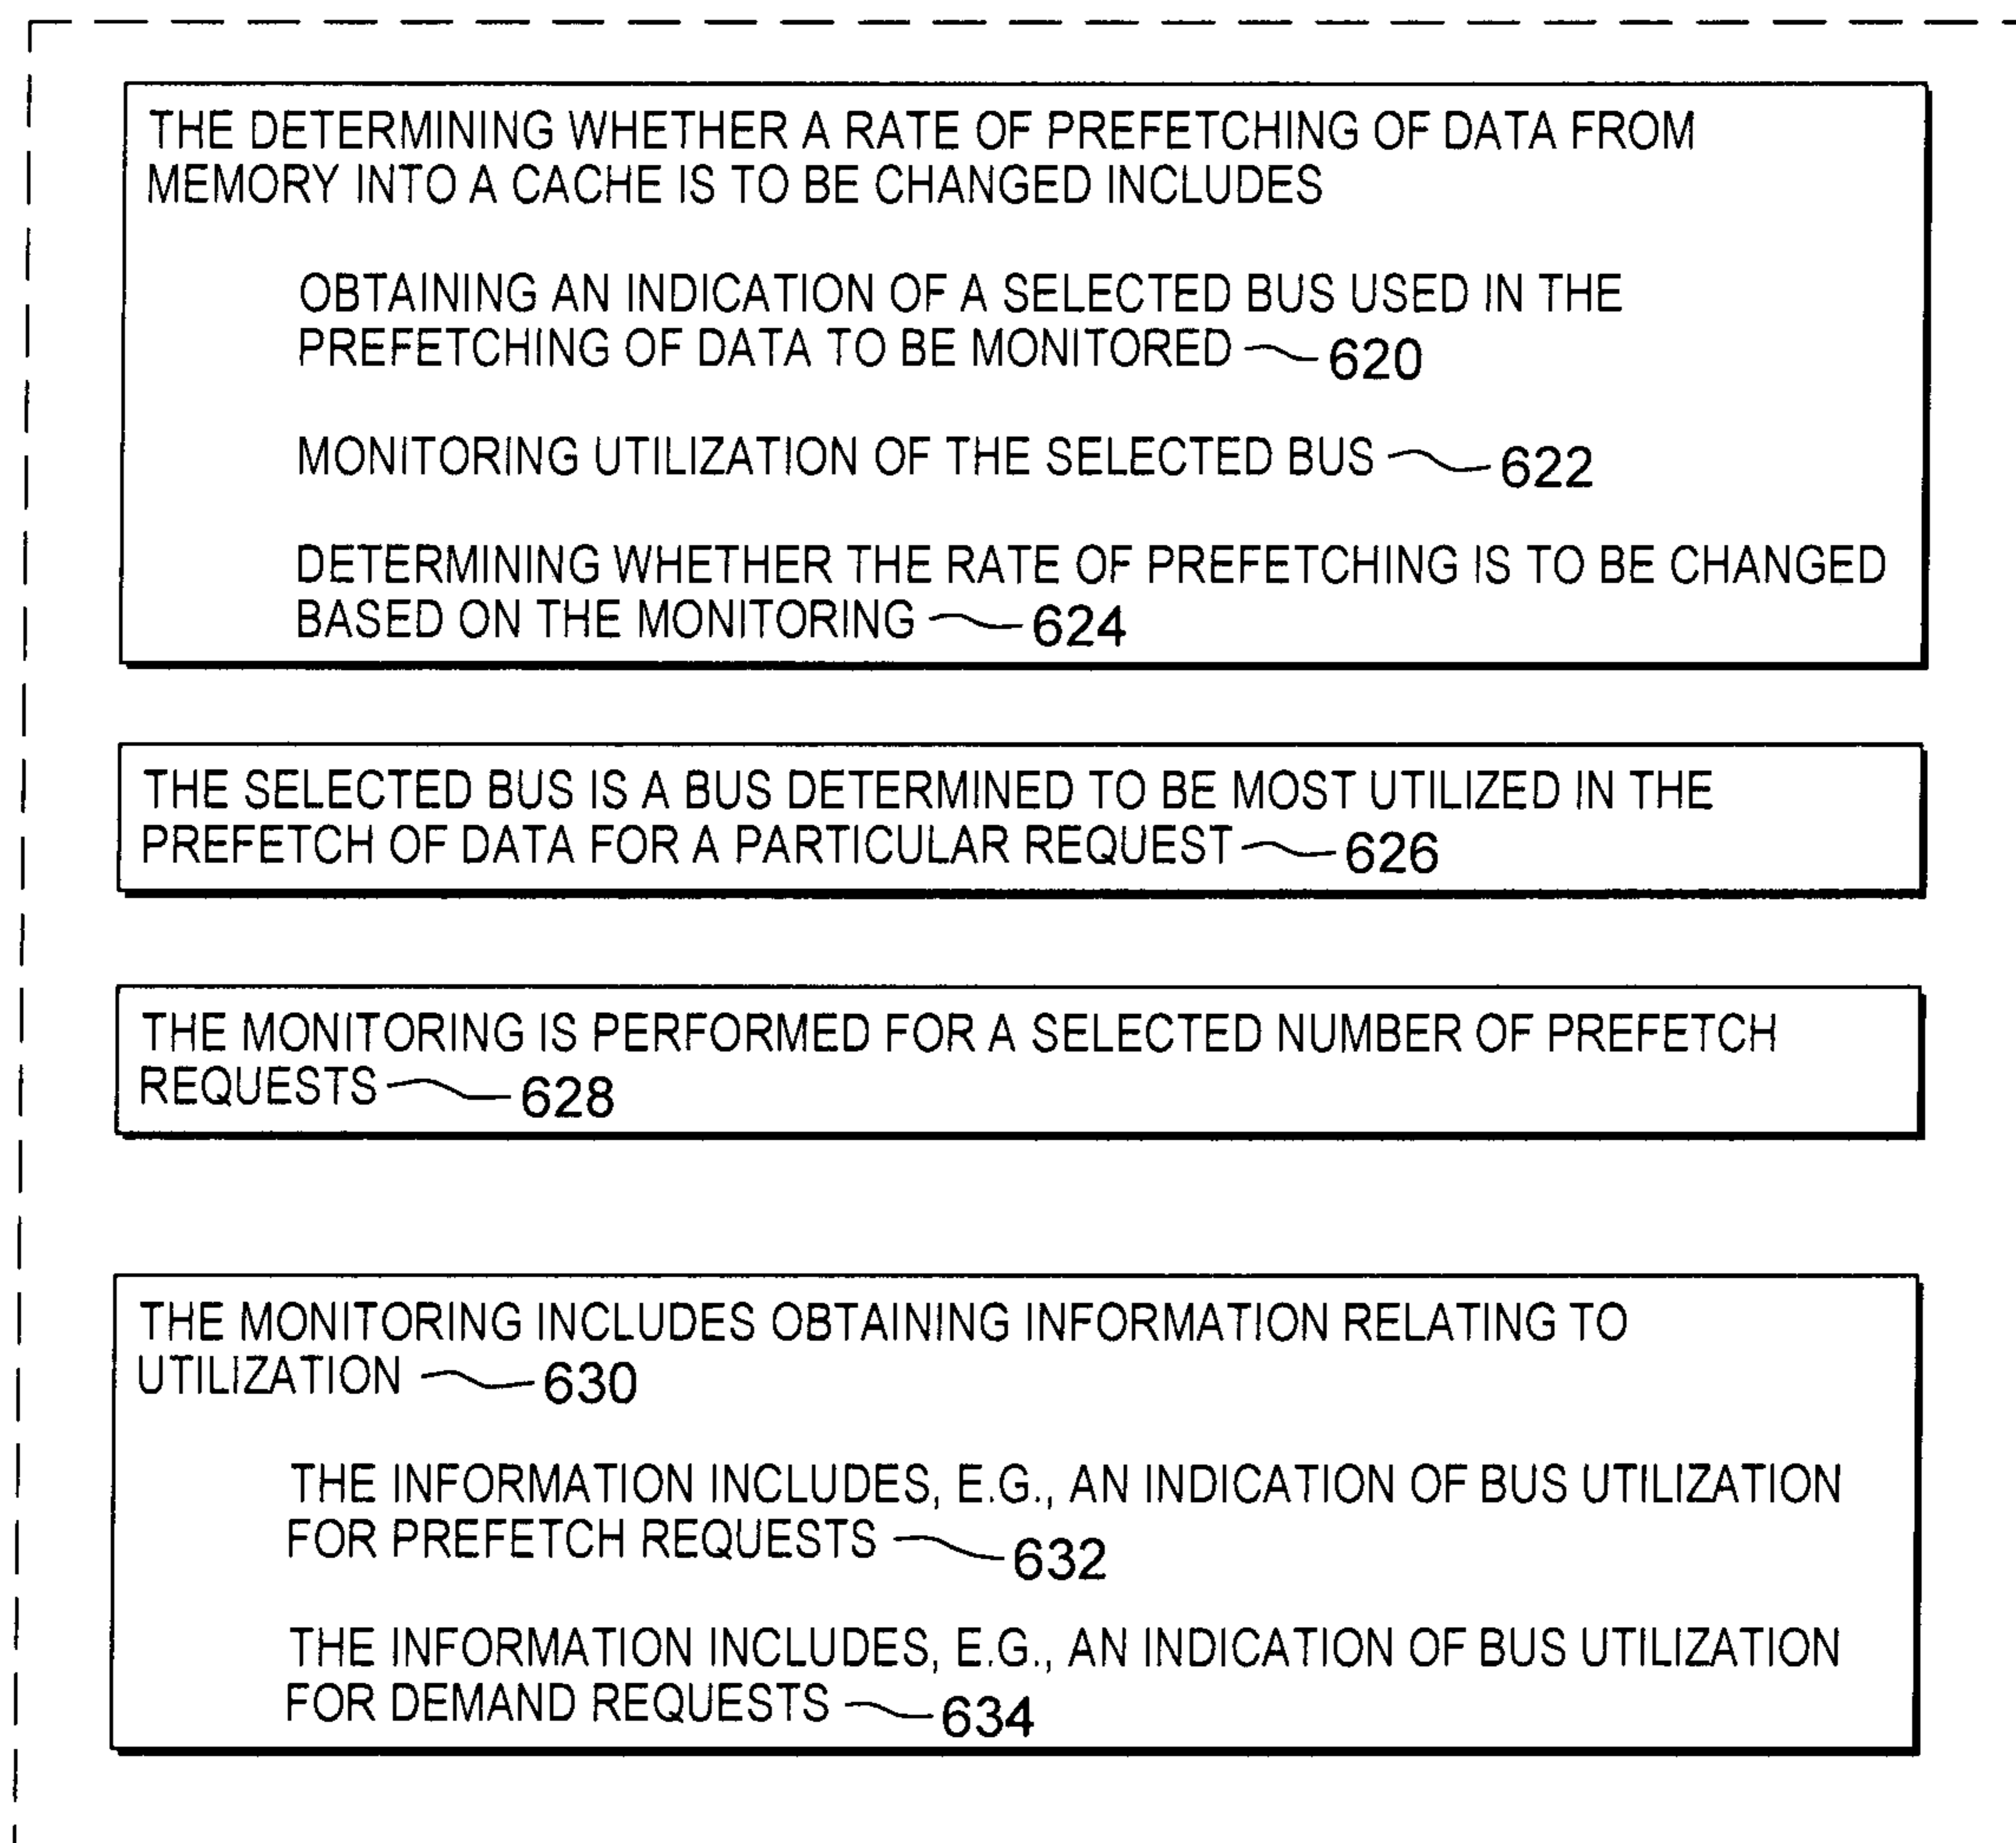 THE DETERMINING WHETHER A RATE OF PREFETCHING OF DATA FROM
MEMORY INTO A CACHE IS TO BE CHANGED INCLUDES
OBTAINING AN INDICATION OF A SELECTED BUS USED IN THE
PREFETCHING OF DATA TO BE MONITORED 620
MONITORING UTILIZATION OF THE SELECTED BUS 622
DETERMINING WHETHER THE RATE OF PREFETCHING IS TO BE CHANGED
BASED ON THE MONITORING 624
THE SELECTED BUS IS A BUS DETERMINED TO BE MOST UTILIZED IN THE
PREFETCH OF DATA FOR A PARTICULAR REQUEST 626
THE MONITORING IS PERFORMED FOR A SELECTED NUMBER OF PREFETCH
REQUESTS 628
THE MONITORING INCLUDES OBTAINING INFORMATION RELATING TO
UTILIZATION 630
THE INFORMATION INCLUDES, E.G., AN INDICATION OF BUS UTILIZATION
FOR PREFETCH REQUESTS 632
THE INFORMATION INCLUDES, E.G., AN INDICATION OF BUS UTILIZATION
FOR DEMAND REQUESTS 634